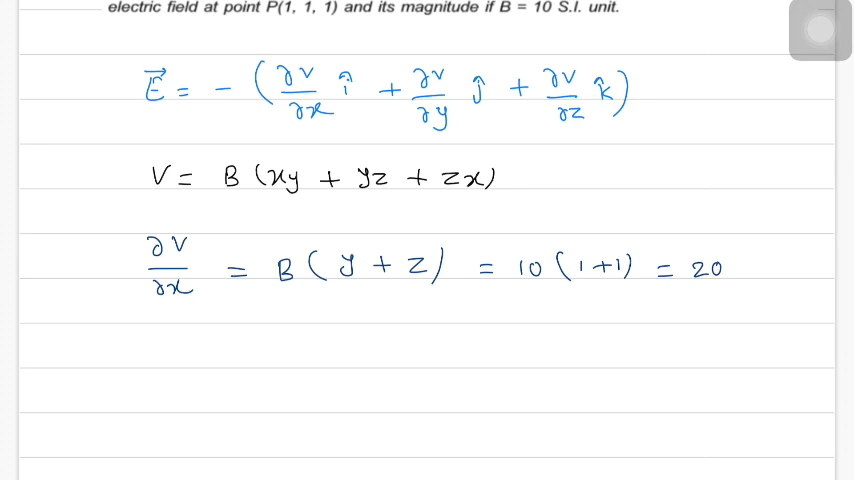 electric field at point P(1, 1, 1) and its magnitude if B = 10 S.I. unit.
E⃗ = - (∂V/∂x î + ∂V/∂y ĵ + ∂V/∂z k̂)
V = B (xy + yz + zx)
∂V/∂x = B (y + z) = 10 (1+1) = 20